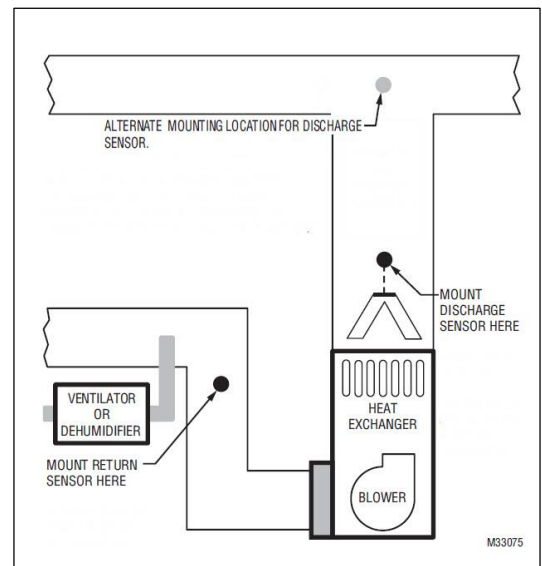 ALTERNATE MOUNTING LOCATION FOR DISCHARGE
SENSOR.
MOUNT
DISCHARGE
SENSOR HERE
VENTILATOR
OR
DEHUMIDIFIER
HEAT
EXCHANGER
MOUNT RETURN
SENSOR HERE
BLOWER
M33075